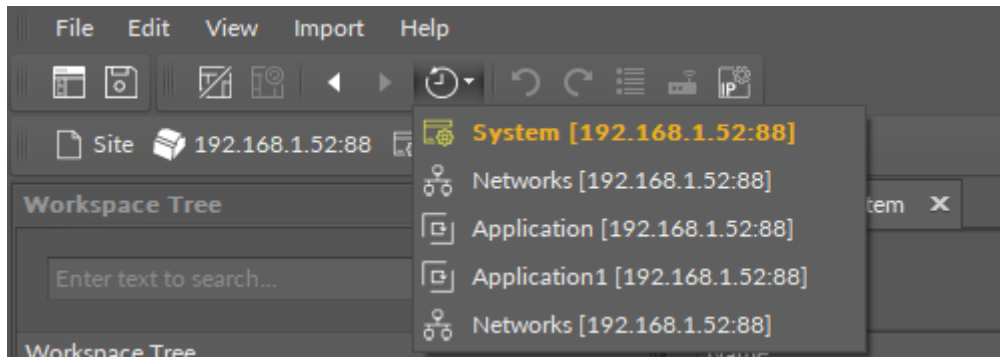 File Edit View Import Help
IP
Site 192.168.1.52:88
System [192.168.1.52:88]
Networks [192.168.1.52:88]
Application [192.168.1.52:88]
Application1 [192.168.1.52:88]
Networks [192.168.1.52:88]
Workspace Tree
tem X
Enter text to search...
Workspace Tree
Name